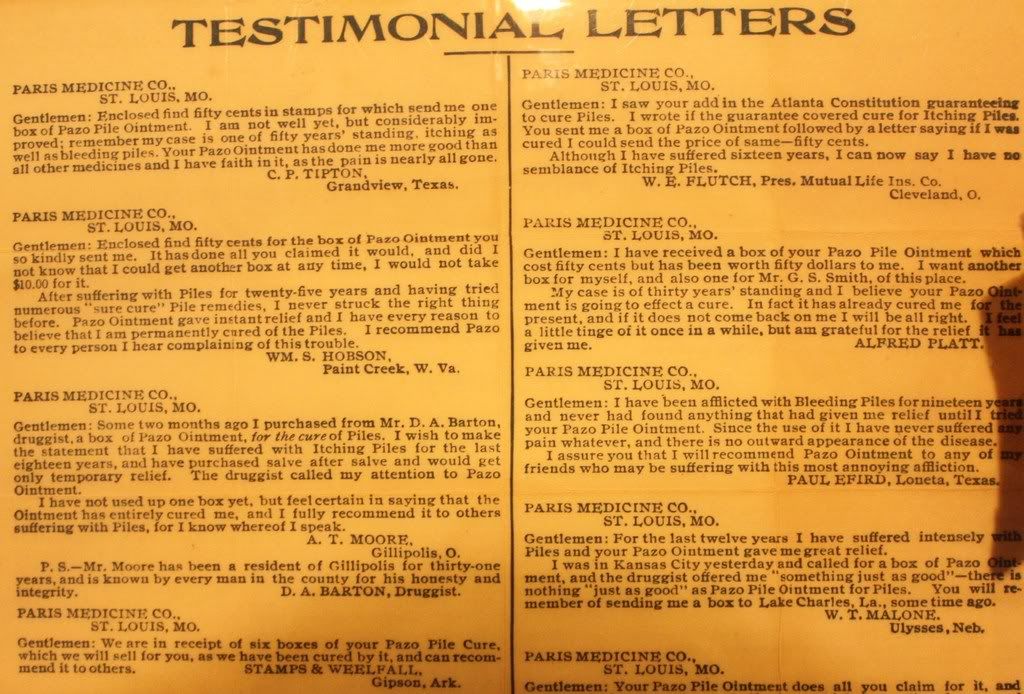 TESTIMONIAL LETTERS
PARIS MEDICINE CO.,
ST. LOUIS, MO.
Gentlemen: Enclosed find fifty cents in stamps for which send me one
box of Pazo Pile Ointment. I am not well yet, but considerably im-
proved; remember my case is one of fifty years' standing, itching as
well as bleeding piles. Your Pazo Ointment has done me more good than
all other medicines and I have faith in it, as the pain is nearly all gone.
C. P. TIPTON,
Grandview, Texas.
PARIS MEDICINE CO.,
ST. LOUIS, MO.
Gentlemen: Enclosed find fifty cents for the box of Pazo Ointment you
so kindly sent me. It has done all you claimed it would, and did I
not know that I could get another box at any time, I would not take
$10.00 for it.
After suffering with Piles for twenty-five years and having tried
numerous "sure cure" Pile remedies, I never struck the right thing
before. Pazo Ointment gave instant relief and I have every reason to
believe that I am permanently cured of the Piles. I recommend Pazo
to every person I hear complaining of this trouble.
WM. S. HOBSON,
Paint Creek, W. Va.
PARIS MEDICINE CO.,
ST. LOUIS, MO.
Gentlemen: Some two months ago I purchased from Mr. D. A. Barton,
druggist, a box of Pazo Ointment, for the cure of Piles. I wish to make
the statement that I have suffered with Itching Piles for the last
eighteen years, and have purchased salve after salve and would get
only temporary relief. The druggist called my attention to Pazo
Ointment.
I have not used up one box yet, but feel certain in saying that the
Ointment has entirely cured me, and I fully recommend it to others
suffering with Piles, for I know whereof I speak.
A. T. MOORE,
Gillipolis, O.
P. S.—Mr. Moore has been a resident of Gillipolis for thirty-one
years, and is known by every man in the county for his honesty and
integrity. D. A. BARTON, Druggist.
PARIS MEDICINE CO.,
ST. LOUIS, MO.
Gentlemen: We are in receipt of six boxes of your Pazo Pile Cure,
which we will sell for you, as we have been cured by it, and can recom-
mend it to others. STAMPS & WEELFALL,
Gipson, Ark.
PARIS MEDICINE CO.,
ST. LOUIS, MO.
Gentlemen: I saw your add in the Atlanta Constitution guaranteeing
to cure Piles. I wrote if the guarantee covered cure for Itching Piles.
You sent me a box of Pazo Ointment followed by a letter saying if I was
cured I could send the price of same—fifty cents.
Although I have suffered sixteen years, I can now say I have no
semblance of Itching Piles.
W. E. FLUTCH, Pres. Mutual Life Ins. Co.
Cleveland, O.
PARIS MEDICINE CO.,
ST. LOUIS, MO.
Gentlemen: I have received a box of your Pazo Pile Ointment which
cost fifty cents but has been worth fifty dollars to me. I want another
box for myself, and also one for Mr. G. S. Smith, of this place.
My case is of thirty years' standing and I believe your Pazo Oint-
ment is going to effect a cure. In fact it has already cured me for the
present, and if it does not come back on me I will be all right. I feel
a little tinge of it once in a while, but am grateful for the relief it has
given me. ALFRED PLATT.
PARIS MEDICINE CO.,
ST. LOUIS, MO.
Gentlemen: I have been afflicted with Bleeding Piles for nineteen years
and never had found anything that had given me relief until I tried
your Pazo Pile Ointment. Since the use of it I have never suffered any
pain whatever, and there is no outward appearance of the disease.
I assure you that I will recommend Pazo Ointment to any of my
friends who may be suffering with this most annoying affliction.
PAUL EFIRD, Loneta, Texas.
PARIS MEDICINE CO.,
ST. LOUIS, MO.
Gentlemen: For the last twelve years I have suffered intensely with
Piles and your Pazo Ointment gave me great relief.
I was in Kansas City yesterday and called for a box of Pazo Oint-
ment, and the druggist offered me "something just as good"—there is
nothing "just as good" as Pazo Pile Ointment for Piles. You will re-
member of sending me a box to Lake Charles, La., some time ago.
W. T. MALONE.
Ulysses, Neb.
PARIS MEDICINE CO.,
ST. LOUIS, MO.
Gentlemen: Your Pazo Pile Ointment does all you claim for it, and